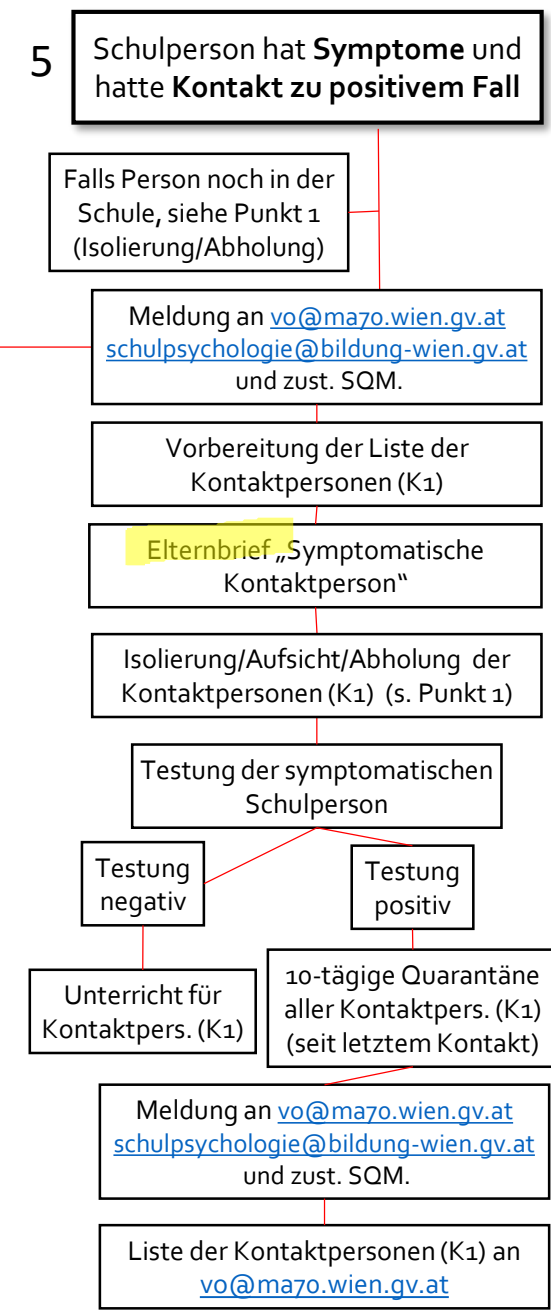 5
Schulperson hat Symptome und
hatte Kontakt zu positivem Fall
Falls Person noch in der
Schule, siehe Punkt 1
(Isolierung/Abholung)
Meldung an vo@ma70.wien.gv.at
schulpsychologie@bildung-wien.gv.at
und zust. SQM.
Vorbereitung der Liste der
Kontaktpersonen (K1)
Elternbrief „Symptomatische
Kontaktperson“
Isolierung/Aufsicht/Abholung der
Kontaktpersonen (K1) (s. Punkt 1)
Testung der symptomatischen
Schulperson
Testung
negativ
Testung
positiv
Unterricht für
Kontaktpers. (K1)
10-tägige Quarantäne
aller Kontaktpers. (K1)
(seit letztem Kontakt)
Meldung an vo@ma70.wien.gv.at
schulpsychologie@bildung-wien.gv.at
und zust. SQM.
Liste der Kontaktpersonen (K1) an
vo@ma70.wien.gv.at